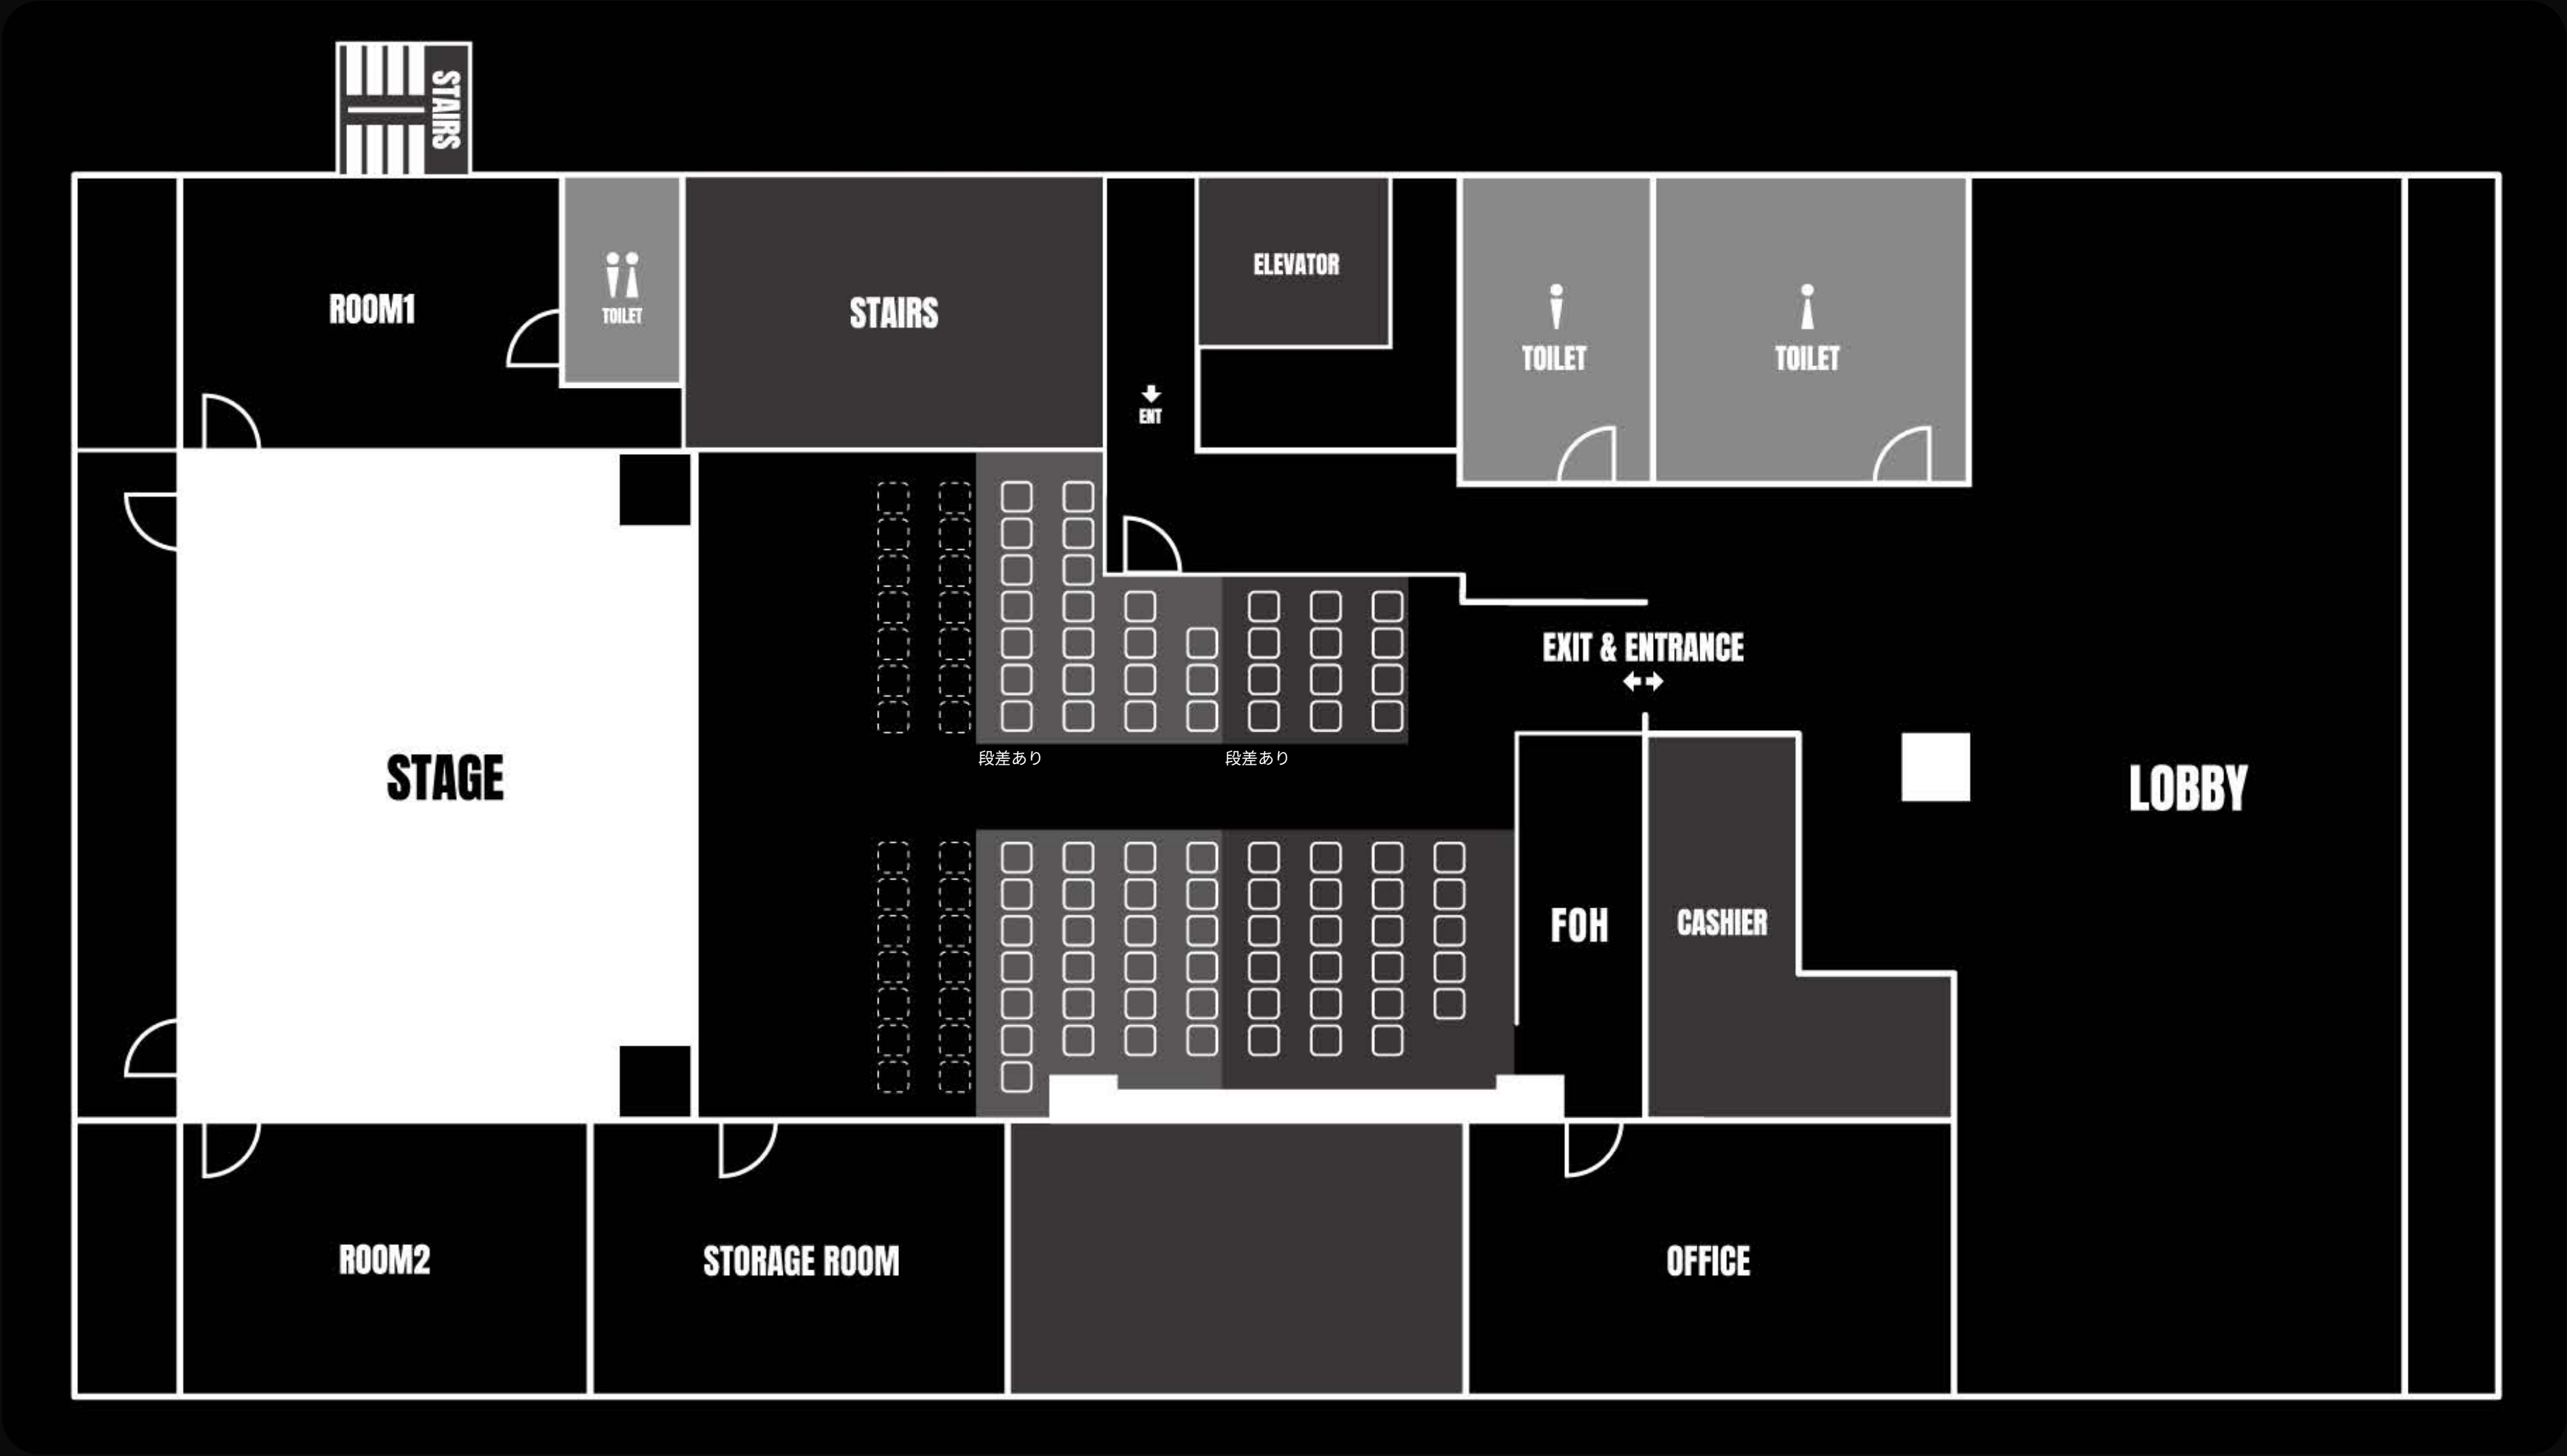 STAIRS
ROOM1
TOILET
STAIRS
ELEVATOR
ENT
TOILET
TOILET
EXIT & ENTRANCE
段差あり
段差あり
STAGE
LOBBY
FOH
CASHIER
ROOM2
STORAGE ROOM
OFFICE